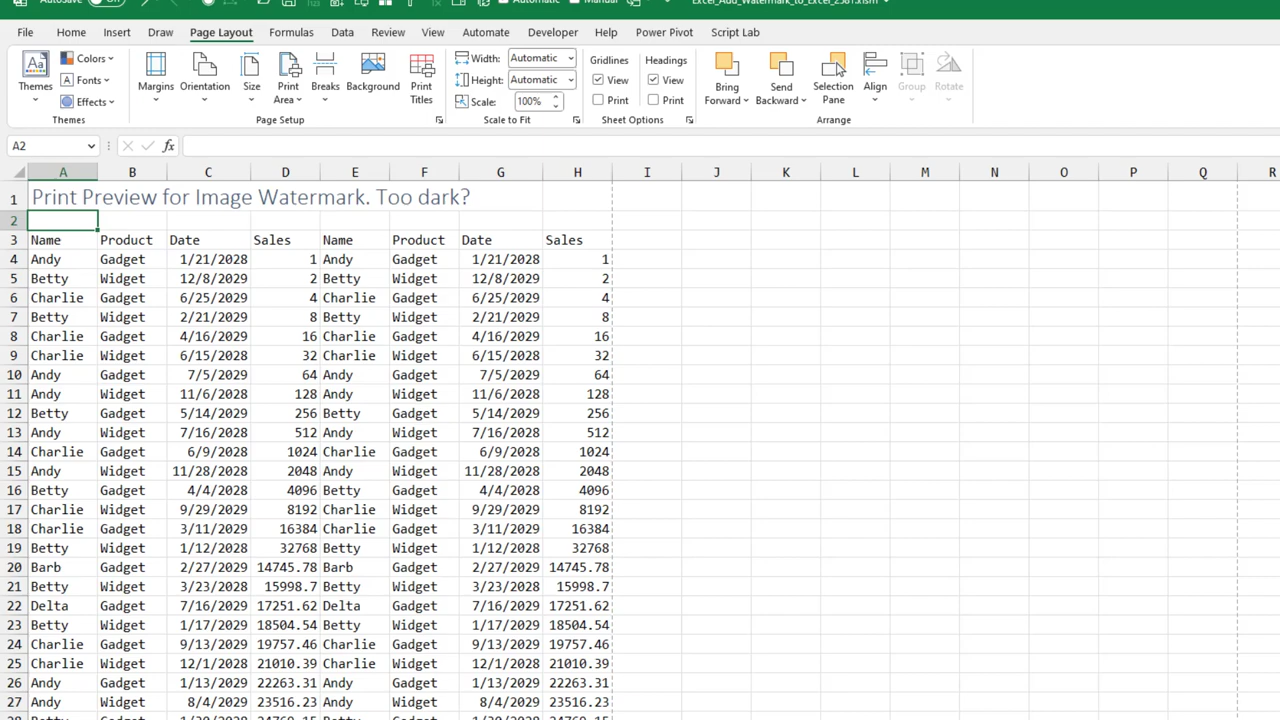 AutoSave Off Automatic Manual Excel_Add_Watermark_to_Excel_2581.xlsm
File Home Insert Draw Page Layout Formulas Data Review View Automate Developer Help Power Pivot Script Lab
Themes Colors Fonts Effects Margins Orientation Size Print Area Breaks Background Print Titles Width: Automatic Height: Automatic Scale: 100% Gridlines View Print Headings View Print Bring Forward Send Backward Selection Pane Align Group Rotate
Themes Page Setup Scale to Fit Sheet Options Arrange
A2 fx
A B C D E F G H I J K L M N O P Q R
1 Print Preview for Image Watermark. Too dark?
2
3 Name Product Date Sales Name Product Date Sales
4 Andy Gadget 1/21/2028 1 Andy Gadget 1/21/2028 1
5 Betty Widget 12/8/2029 2 Betty Widget 12/8/2029 2
6 Charlie Gadget 6/25/2029 4 Charlie Gadget 6/25/2029 4
7 Betty Widget 2/21/2029 8 Betty Widget 2/21/2029 8
8 Charlie Gadget 4/16/2029 16 Charlie Gadget 4/16/2029 16
9 Charlie Widget 6/15/2029 32 Charlie Widget 6/15/2029 32
10 Andy Gadget 7/5/2029 64 Andy Gadget 7/5/2029 64
11 Andy Widget 11/6/2028 128 Andy Widget 11/6/2028 128
12 Betty Gadget 5/14/2029 256 Betty Gadget 5/14/2029 256
13 Andy Widget 7/16/2028 512 Andy Widget 7/16/2028 512
14 Charlie Gadget 6/9/2028 1024 Charlie Gadget 6/9/2028 1024
15 Andy Widget 11/28/2028 2048 Andy Widget 11/28/2028 2048
16 Betty Gadget 4/4/2028 4096 Betty Gadget 4/4/2028 4096
17 Charlie Widget 9/29/2028 8192 Charlie Widget 9/29/2028 8192
18 Charlie Gadget 3/11/2029 16384 Charlie Gadget 3/11/2029 16384
19 Betty Widget 1/12/2028 32768 Betty Widget 1/12/2028 32768
20 Barb Gadget 2/27/2029 14745.78 Barb Gadget 2/27/2029 14745.78
21 Betty Widget 3/23/2028 15998.7 Betty Widget 3/23/2028 15998.7
22 Delta Gadget 7/16/2029 17251.62 Delta Gadget 7/16/2029 17251.62
23 Betty Widget 1/17/2029 18504.54 Betty Widget 1/17/2029 18504.54
24 Charlie Gadget 9/13/2029 19757.46 Charlie Gadget 9/13/2029 19757.46
25 Charlie Widget 12/1/2028 21010.39 Charlie Widget 12/1/2028 21010.39
26 Andy Gadget 1/13/2029 22263.31 Andy Gadget 1/13/2029 22263.31
27 Andy Widget 8/4/2029 23516.23 Andy Widget 8/4/2029 23516.23